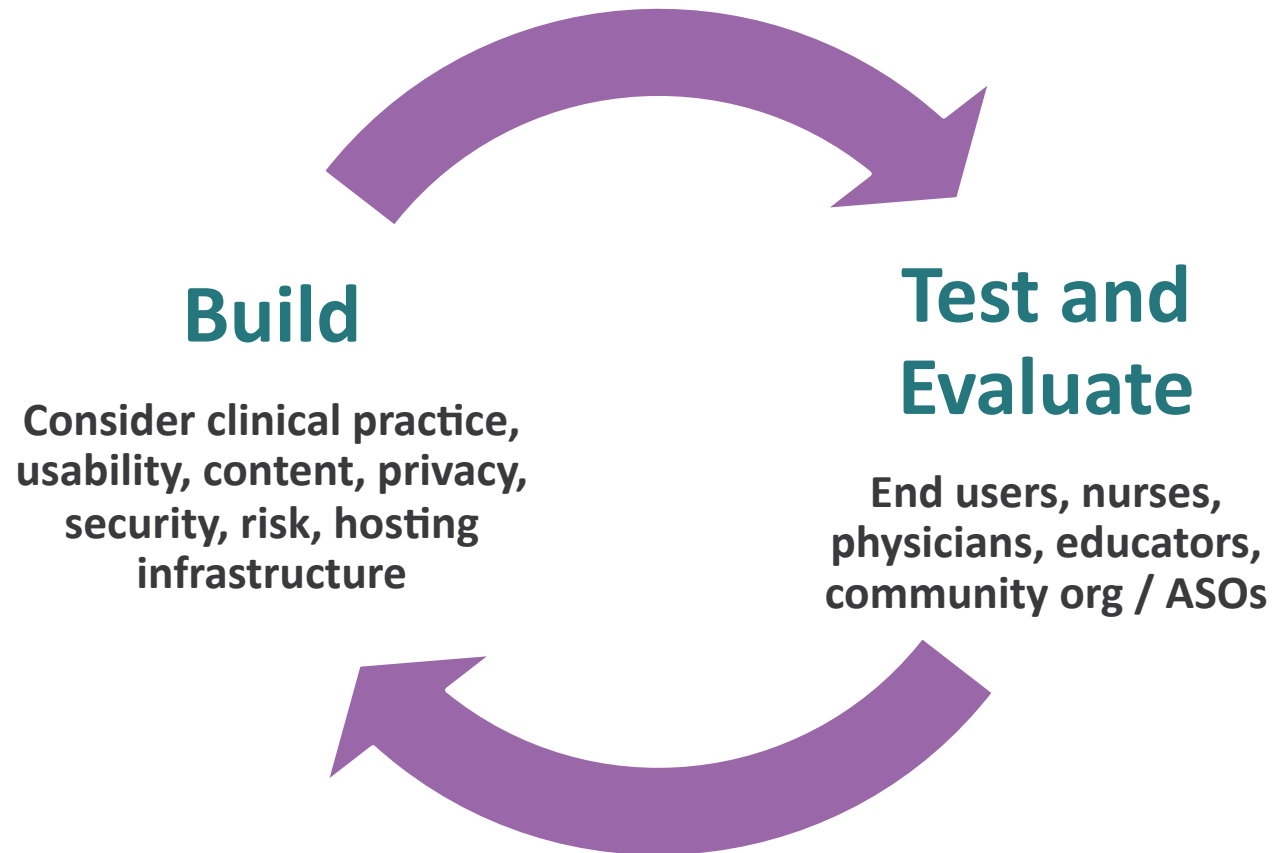 Build
Consider clinical practice,
usability, content, privacy,
security, risk, hosting
infrastructure
Test and
Evaluate
End users, nurses,
physicians, educators,
community org / ASOs